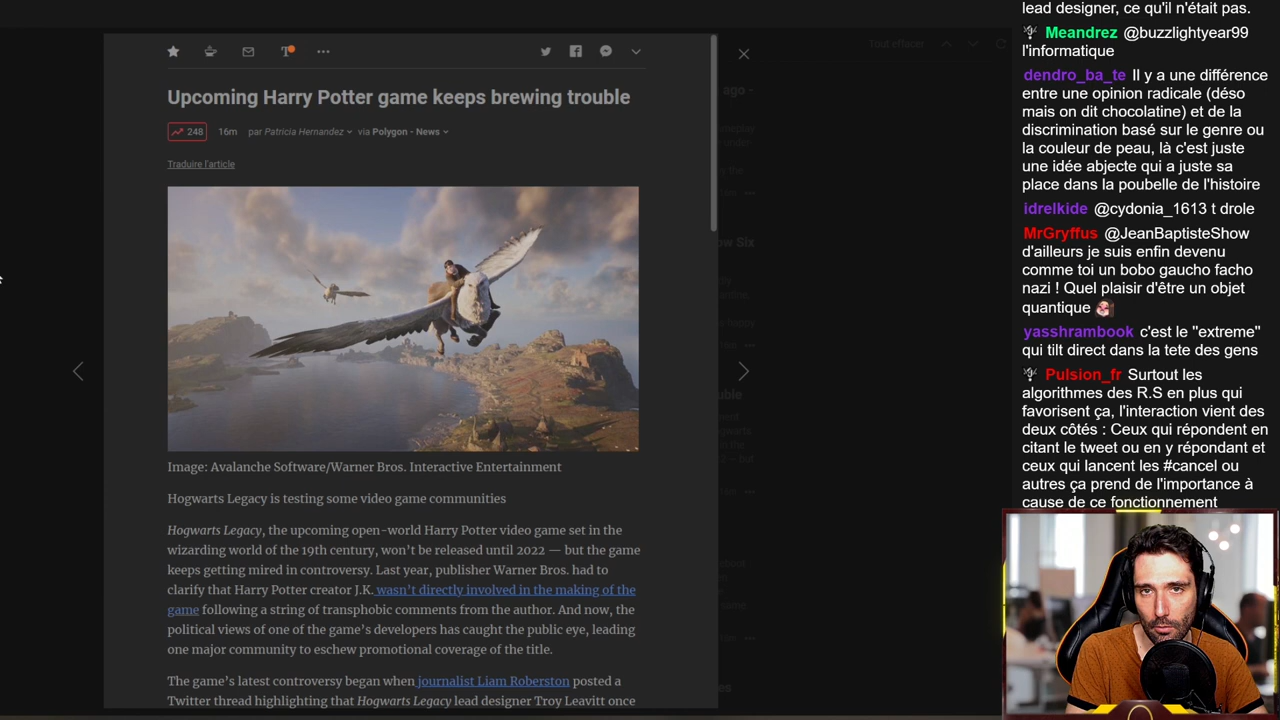 Tout effacer
Upcoming Harry Potter game keeps brewing trouble
248 16m par Patricia Hernandez via Polygon - News
Traduire l'article
Image: Avalanche Software/Warner Bros. Interactive Entertainment
Hogwarts Legacy is testing some video game communities
Hogwarts Legacy, the upcoming open-world Harry Potter video game set in the
wizarding world of the 19th century, won’t be released until 2022 — but the game
keeps getting mired in controversy. Last year, publisher Warner Bros. had to
clarify that Harry Potter creator J.K. wasn’t directly involved in the making of the
game following a string of transphobic comments from the author. And now, the
political views of one of the game’s developers has caught the public eye, leading
one major community to eschew promotional coverage of the title.
The game’s latest controversy began when journalist Liam Roberston posted a
Twitter thread highlighting that Hogwarts Legacy lead designer Troy Leavitt once
ago
lead designer, ce qu'il n'était pas.
Meandrez @buzzlightyear99
l'informatique
dendro_ba_te Il y a une différence
entre une opinion radicale (déso
mais on dit chocolatine) et de la
discrimination basé sur le genre ou
la couleur de peau, là c'est juste
une idée abjecte qui a juste sa
place dans la poubelle de l'histoire
idrelkide @cydonia_1613 t drole
MrGryffus @JeanBaptisteShow
d'ailleurs je suis enfin devenu
comme toi un bobo gaucho facho
nazi ! Quel plaisir d'être un objet
quantique
yasshrambook c'est le "extreme"
qui tilt direct dans la tete des gens
Pulsion_fr Surtout les
algorithmes des R.S en plus qui
favorisent ça, l'interaction vient des
deux côtés : Ceux qui répondent en
citant le tweet ou en y répondant et
ceux qui lancent les #cancel ou
autres ça prend de l'importance à
cause de ce fonctionnement